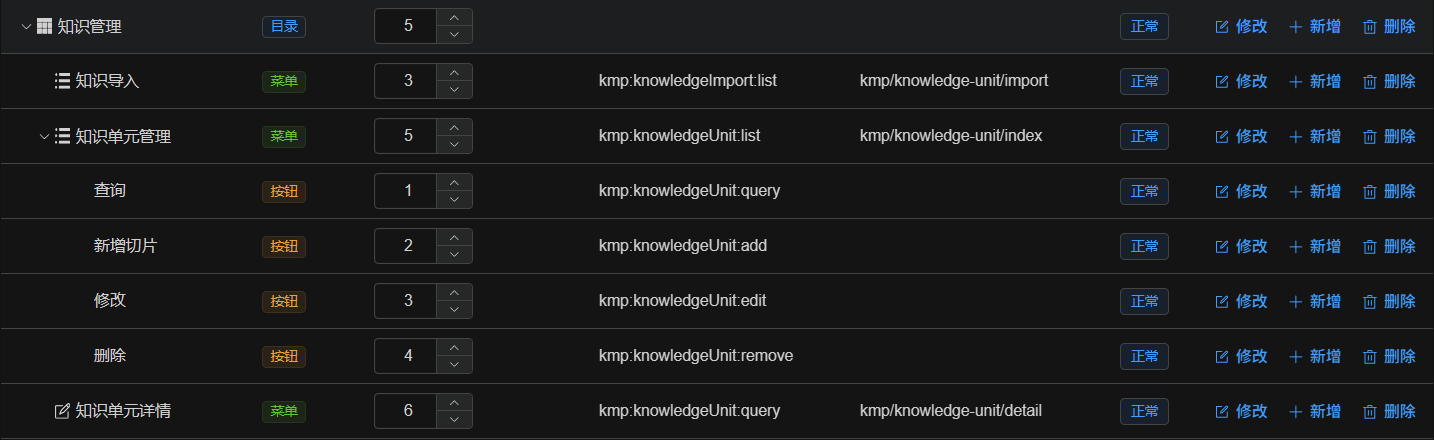 知识管理 目录 5 正常 修改 新增 删除
知识导入 菜单 3 kmp:knowledgeImport:list kmp/knowledge-unit/import 正常 修改 新增 删除
知识单元管理 菜单 5 kmp:knowledgeUnit:list kmp/knowledge-unit/index 正常 修改 新增 删除
查询 按钮 1 kmp:knowledgeUnit:query 正常 修改 新增 删除
新增切片 按钮 2 kmp:knowledgeUnit:add 正常 修改 新增 删除
修改 按钮 3 kmp:knowledgeUnit:edit 正常 修改 新增 删除
删除 按钮 4 kmp:knowledgeUnit:remove 正常 修改 新增 删除
知识单元详情 菜单 6 kmp:knowledgeUnit:query kmp/knowledge-unit/detail 正常 修改 新增 删除